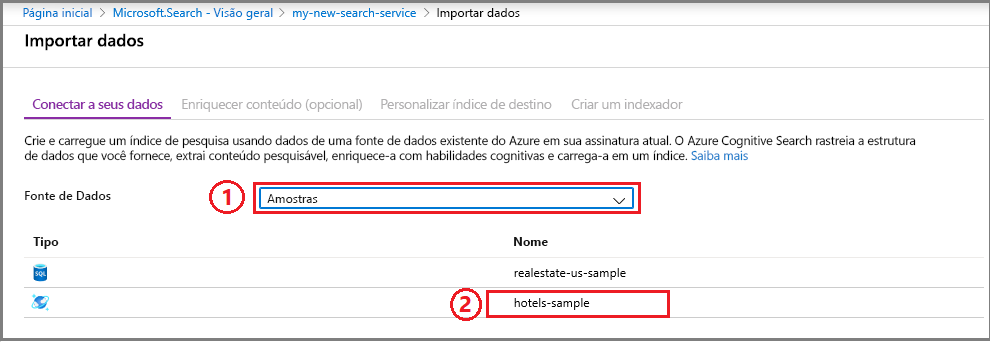 Página inicial > Microsoft.Search - Visão geral > my-new-search-service > Importar dados
Importar dados
Conectar a seus dados Enriquecer conteúdo (opcional) Personalizar índice de destino Criar um indexador
Crie e carregue um índice de pesquisa usando dados de uma fonte de dados existente do Azure em sua assinatura atual. O Azure Cognitive Search rastreia a estrutura
de dados que você fornece, extrai conteúdo pesquisável, enriquece-a com habilidades cognitivas e carrega-a em um índice. Saiba mais
Fonte de Dados 1 Amostras
Tipo Nome
SQL realestate-us-sample
2 hotels-sample